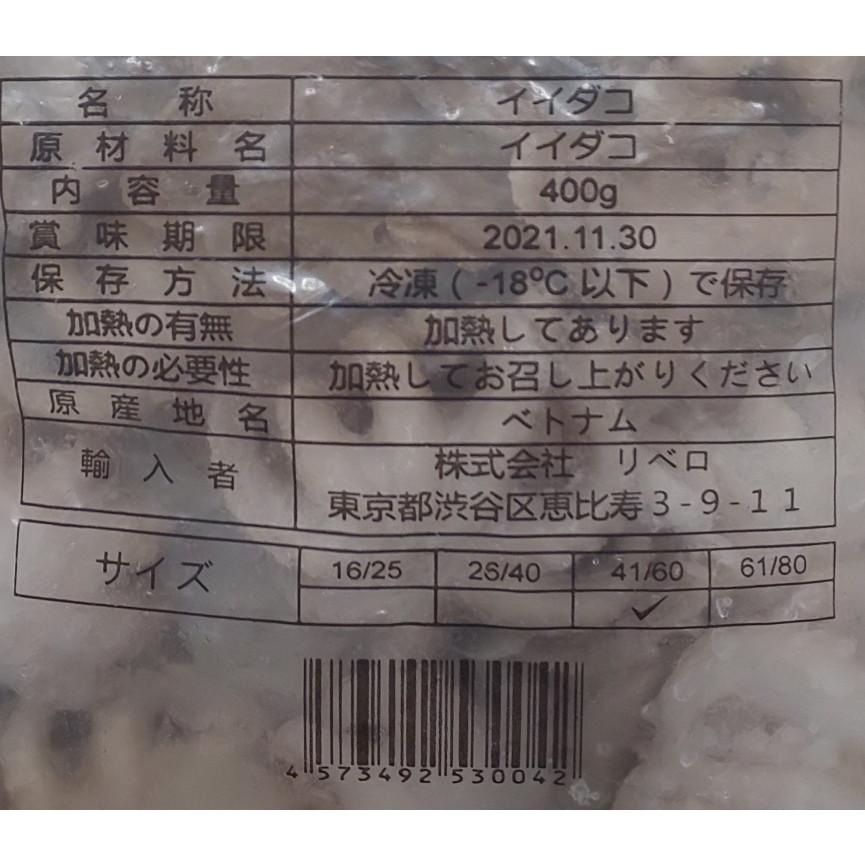 名称 イイダコ
原材料名 イイダコ
内容量 400g
賞味期限 2021.11.30
保存方法 冷凍(-18℃以下)で保存
加熱の有無 加熱してあります
加熱の必要性 加熱してお召し上がりください
原産地名 ベトナム
輸入者 株式会社 リベロ
東京都渋谷区恵比寿3-9-11
サイズ 16/25 26/40 41/60 61/80
✓
4573492530042